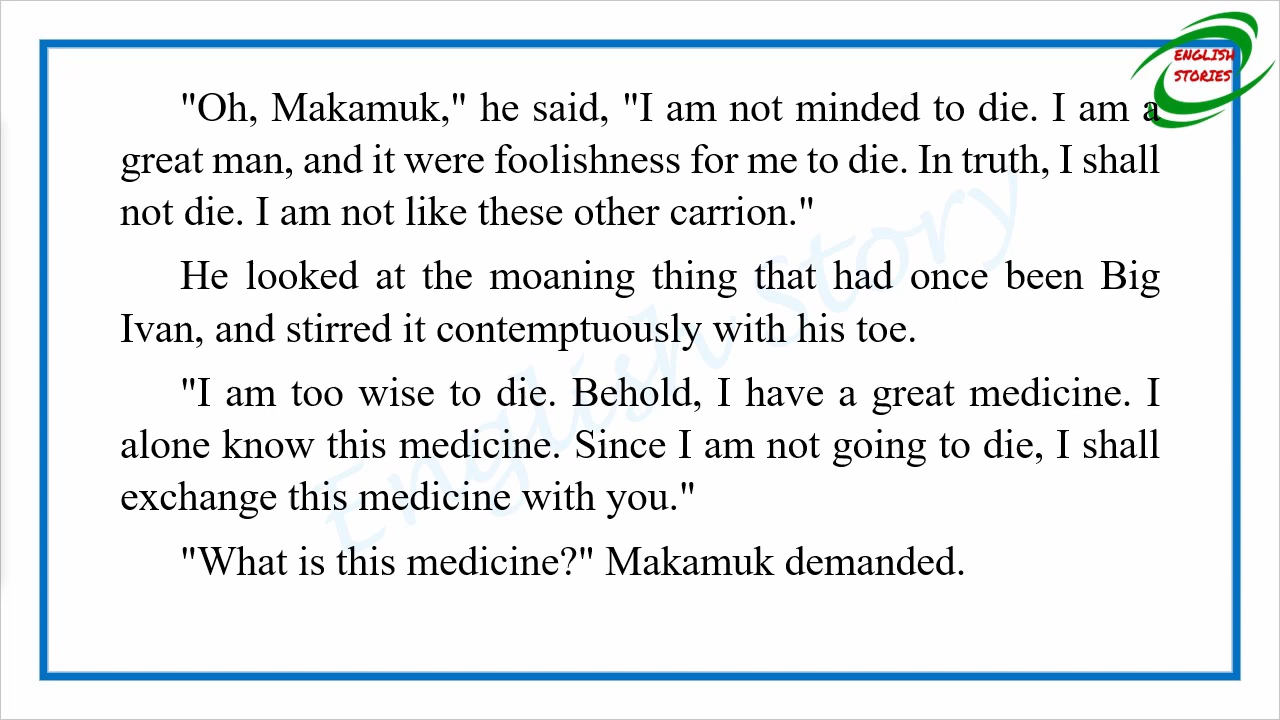 ENGLISH
STORIES
"Oh, Makamuk," he said, "I am not minded to die. I am a
great man, and it were foolishness for me to die. In truth, I shall
not die. I am not like these other carrion."
He looked at the moaning thing that had once been Big
Ivan, and stirred it contemptuously with his toe.
"I am too wise to die. Behold, I have a great medicine. I
alone know this medicine. Since I am not going to die, I shall
exchange this medicine with you."
"What is this medicine?" Makamuk demanded.
English Story